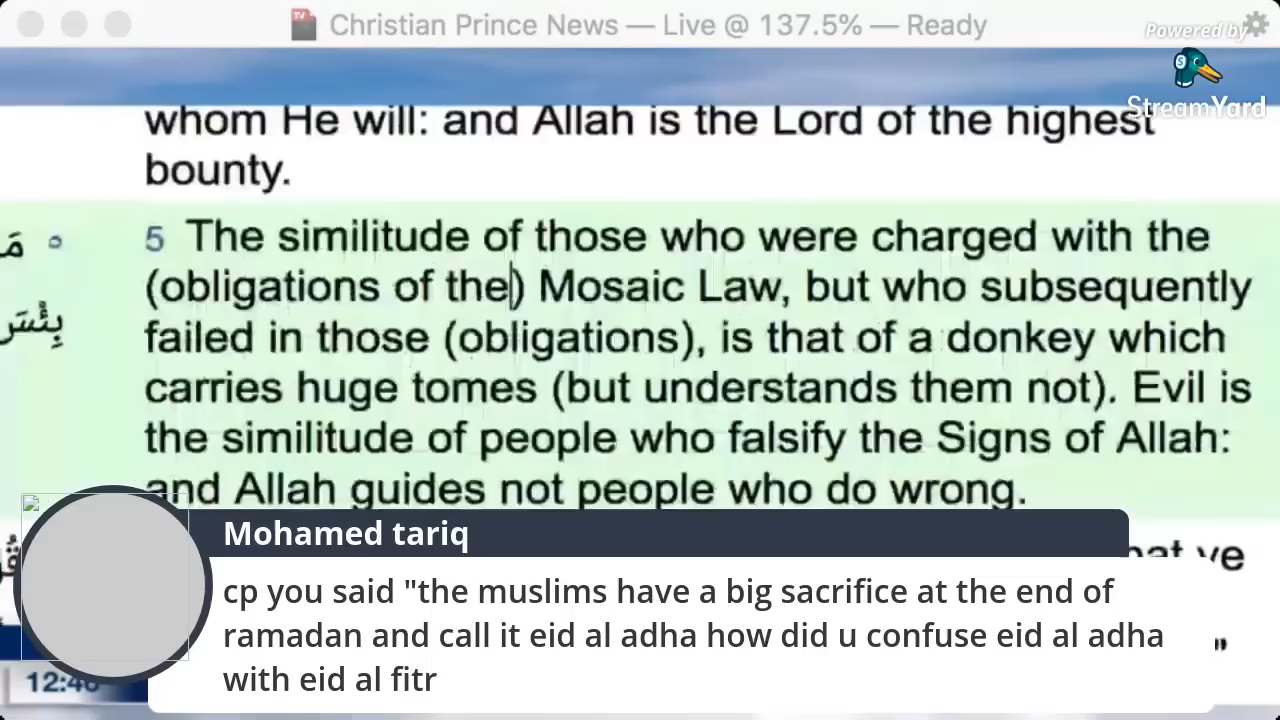 Christian Prince News — Live @ 137.5% — Ready
Powered by
StreamYard
whom He will: and Allah is the Lord of the highest
bounty.
5 The similitude of those who were charged with the
(obligations of the) Mosaic Law, but who subsequently
failed in those (obligations), is that of a donkey which
carries huge tomes (but understands them not). Evil is
the similitude of people who falsify the Signs of Allah:
and Allah guides not people who do wrong.
٥ مَ
بِئْسَ
ye
Mohamed tariq
cp you said "the muslims have a big sacrifice at the end of
ramadan and call it eid al adha how did u confuse eid al adha
with eid al fitr
"
12:46